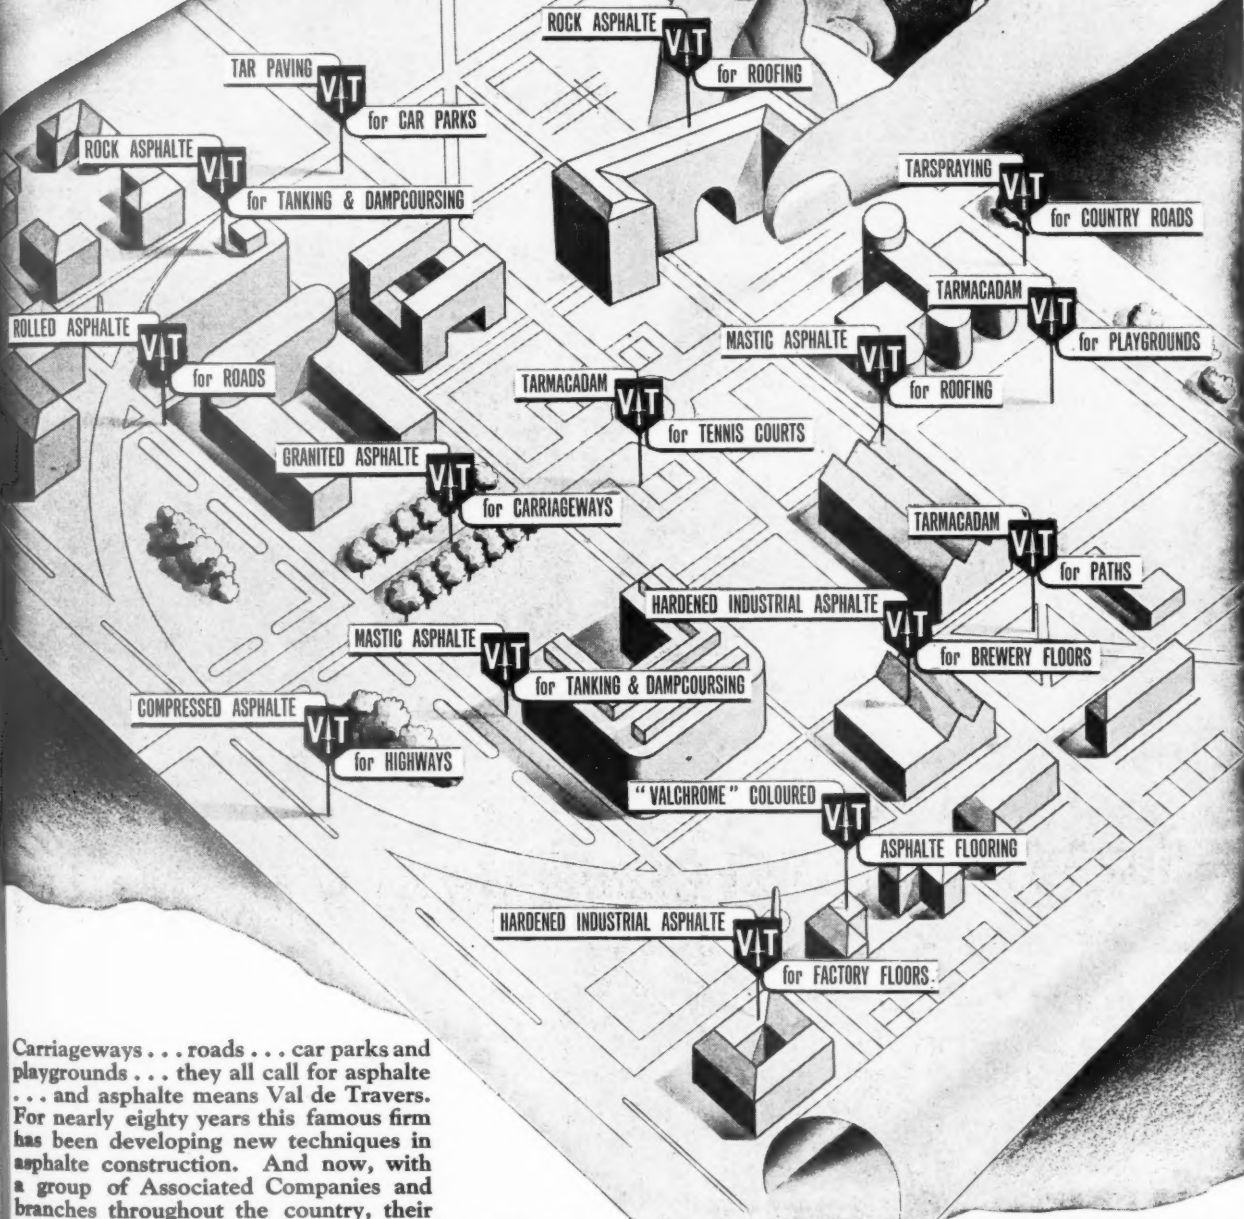 ROCK ASPHALTE
VT
for ROOFING
TAR PAVING
VT
for CAR PARKS
ROCK ASPHALTE
VT
for TANKING & DAMPCOURSING
TARSPRAYING
VT
for COUNTRY ROADS
TARMACADAM
VT
for PLAYGROUNDS
ROLLED ASPHALTE
VT
for ROADS
MASTIC ASPHALTE
VT
for ROOFING
TARMACADAM
VT
for TENNIS COURTS
GRANITED ASPHALTE
VT
for CARRIAGEWAYS
TARMACADAM
VT
for PATHS
HARDENED INDUSTRIAL ASPHALTE
VT
for BREWERY FLOORS
MASTIC ASPHALTE
VT
for TANKING & DAMPCOURSING
COMPRESSED ASPHALTE
VT
for HIGHWAYS
"VALCHROME" COLOURED
VT
ASPHALTE FLOORING
HARDENED INDUSTRIAL ASPHALTE
VT
for FACTORY FLOORS.
Carriageways . . . roads . . . car parks and
playgrounds . . . they all call for asphalte
. . . and asphalte means Val de Travers.
For nearly eighty years this famous firm
has been developing new techniques in
asphalte construction. And now, with
a group of Associated Companies and
branches throughout the country, their